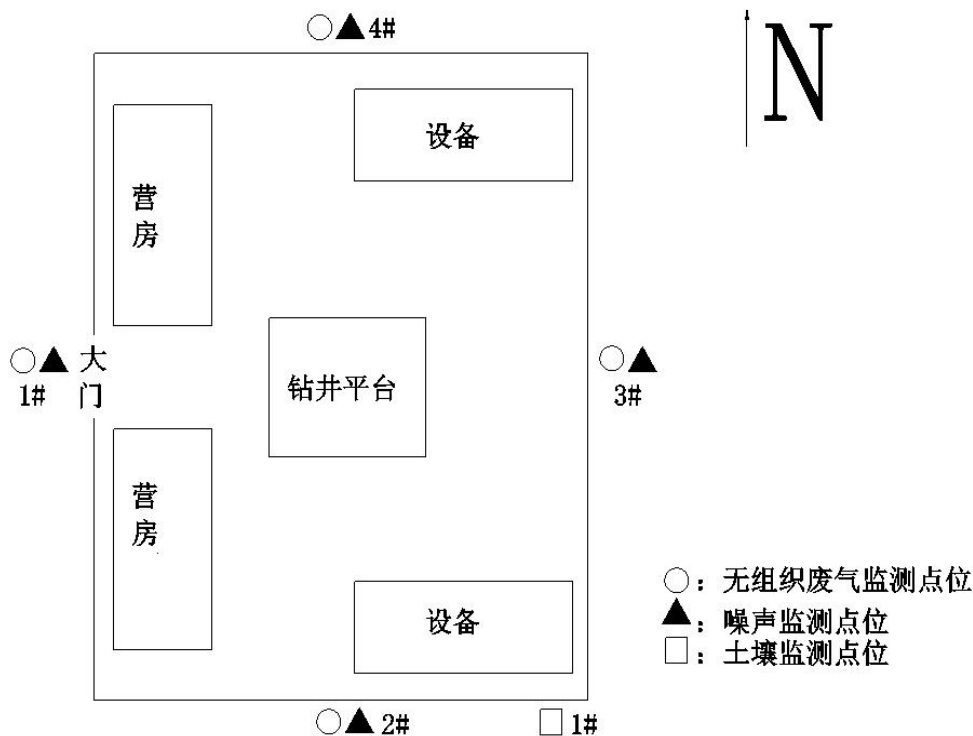 4#
N
设备
营
房
大
门
1#
钻井平台
3#
营
房
设备
2#
1#
：无组织废气监测点位
：噪声监测点位
：土壤监测点位